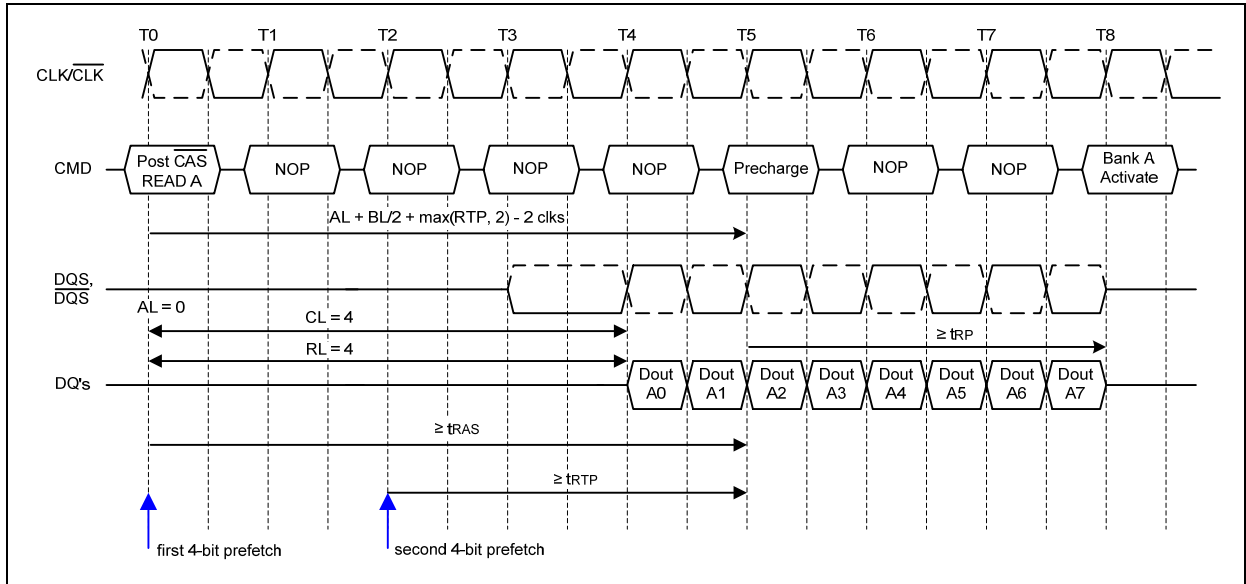 T0 T1 T2 T3 T4 T5 T6 T7 T8
CLK/CLK
CMD
Post CAS
READ A
NOP
NOP
NOP
NOP
Precharge
NOP
NOP
Bank A
Activate
AL + BL/2 + max(RTP, 2) - 2 clks
DQS,
DQS
AL = 0
CL = 4
RL = 4
≥ tRP
DQ's
Dout
A0
Dout
A1
Dout
A2
Dout
A3
Dout
A4
Dout
A5
Dout
A6
Dout
A7
≥ tRAS
≥ tRTP
first 4-bit prefetch
second 4-bit prefetch